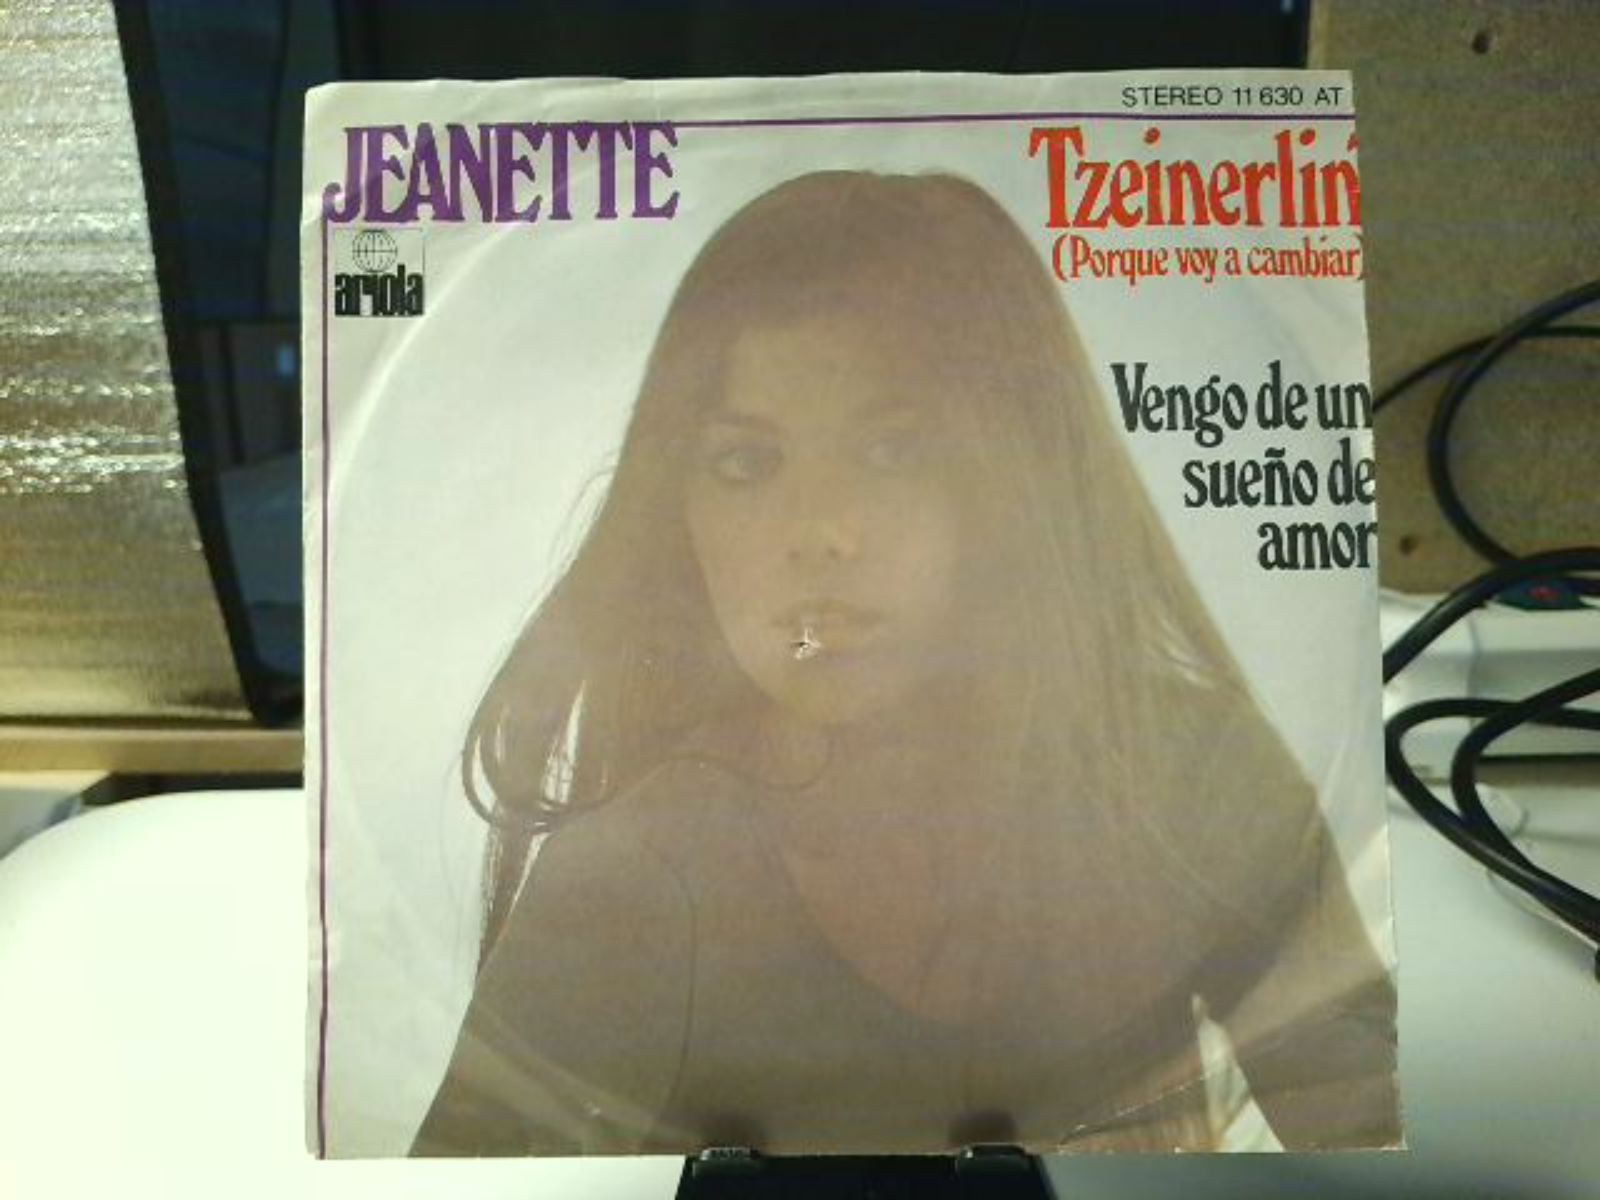 STEREO 11 630 AT
JEANETTE
Tzeinerlin'
(Porque voy a cambiar)
ariola
Vengo de un
sueño de
amor